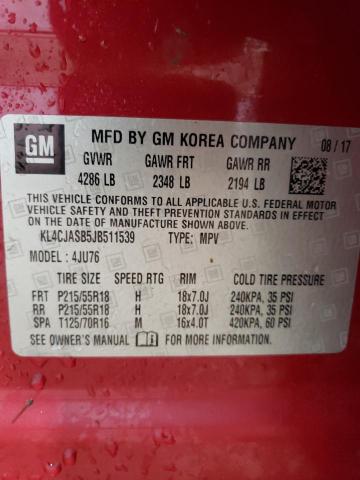 GM MFD BY GM KOREA COMPANY 08/17
GVWR GAWR FRT GAWR RR
4286 LB 2348 LB 2194 LB
THIS VEHICLE CONFORMS TO ALL APPLICABLE U.S. FEDERAL MOTOR
VEHICLE SAFETY AND THEFT PREVENTION STANDARDS IN EFFECT
ON THE DATE OF MANUFACTURE SHOWN ABOVE.
KL4CJASB5JB511539 TYPE: MPV
MODEL: 4JU76
TIRE SIZE SPEED RTG RIM COLD TIRE PRESSURE
FRT P215/55R18 H 18x7.0J 240KPA, 35 PSI
RR P215/55R18 H 18x7.0J 240KPA, 35 PSI
SPA T125/70R16 M 16x4.0T 420KPA, 60 PSI
SEE OWNER'S MANUAL FOR MORE INFORMATION.